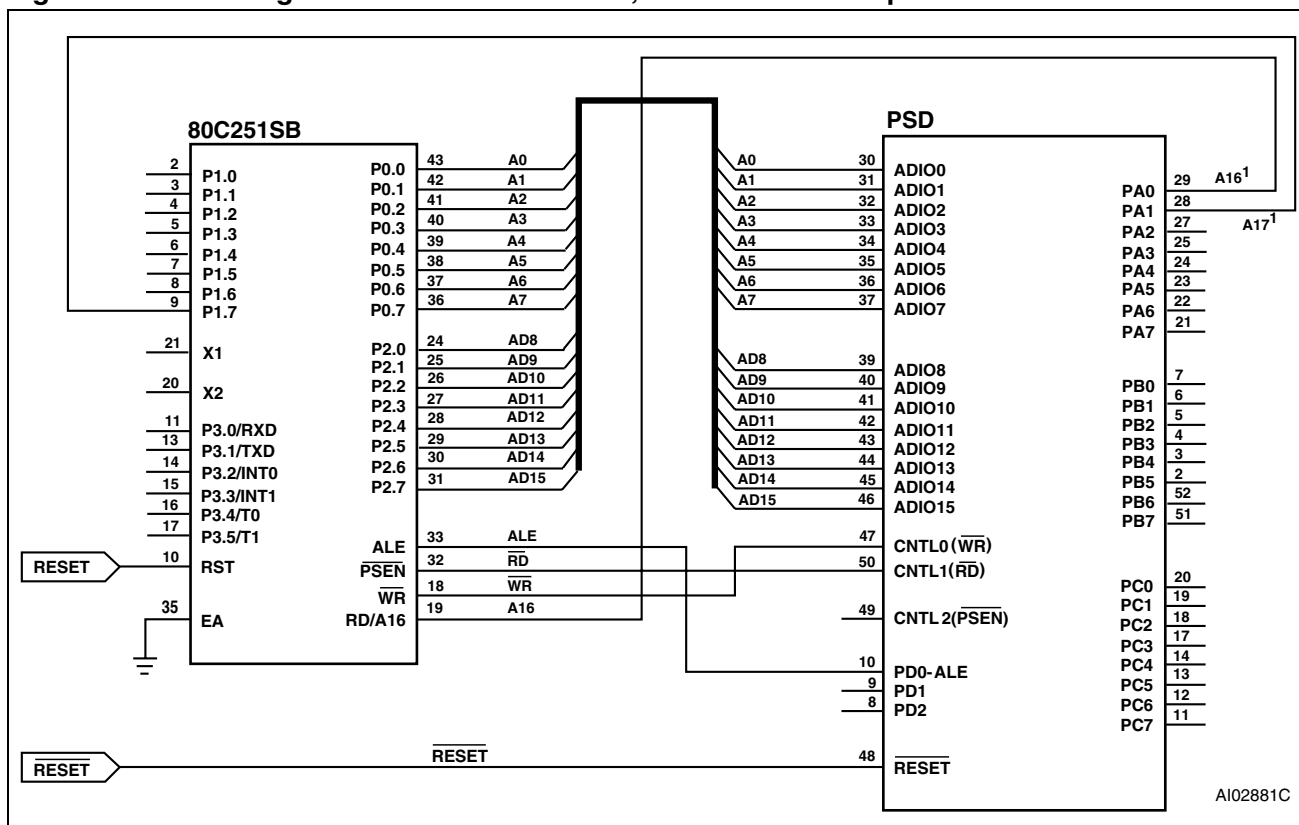 80C251SB
2 P1.0
3 P1.1
4 P1.2
5 P1.3
6 P1.4
7 P1.5
8 P1.6
9 P1.7
21 X1
20 X2
11 P3.0/RXD
13 P3.1/TXD
14 P3.2/INT0
15 P3.3/INT1
16 P3.4/T0
17 P3.5/T1
RESET 10 RST
35 EA
P0.0 43 A0
P0.1 42 A1
P0.2 41 A2
P0.3 40 A3
P0.4 39 A4
P0.5 38 A5
P0.6 37 A6
P0.7 36 A7
P2.0 24 AD8
P2.1 25 AD9
P2.2 26 AD10
P2.3 27 AD11
P2.4 28 AD12
P2.5 29 AD13
P2.6 30 AD14
P2.7 31 AD15
ALE 33 ALE
PSEN 32 RD
WR 18 WR
RD/A16 19 A16
PSD
A0 30 ADIO0
A1 31 ADIO1
A2 32 ADIO2
A3 33 ADIO3
A4 34 ADIO4
A5 35 ADIO5
A6 36 ADIO6
A7 37 ADIO7
AD8 39 ADIO8
AD9 40 ADIO9
AD10 41 ADIO10
AD11 42 ADIO11
AD12 43 ADIO12
AD13 44 ADIO13
AD14 45 ADIO14
AD15 46 ADIO15
47 CNTL0(WR)
50 CNTL1(RD)
49 CNTL2(PSEN)
10 PD0-ALE
9 PD1
8 PD2
RESET RESET 48 RESET
PA0 29 A16¹
PA1 28 A17¹
PA2 27
PA3 25
PA4 24
PA5 23
PA6 22
PA7 21
PB0 7
PB1 6
PB2 5
PB3 4
PB4 3
PB5 2
PB6 52
PB7 51
PC0 20
PC1 19
PC2 18
PC3 17
PC4 14
PC5 13
PC6 12
PC7 11
AI02881C